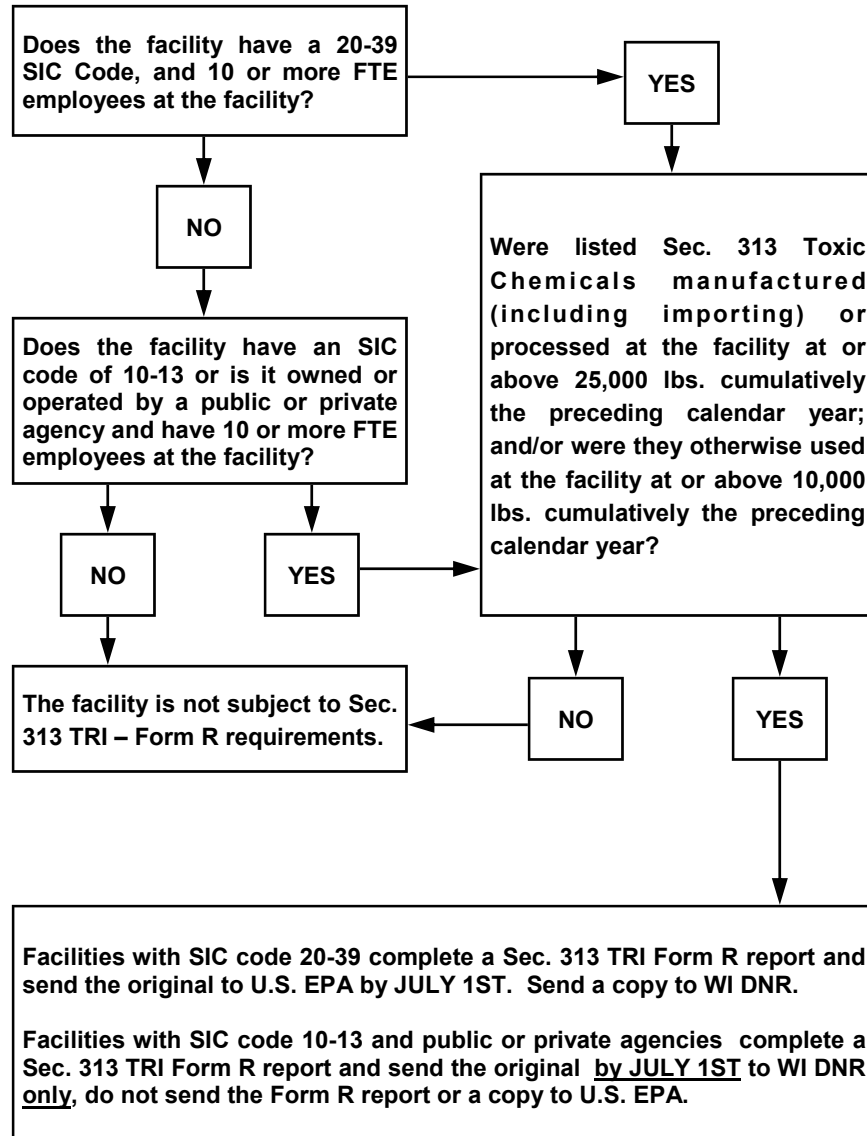 Does the facility have a 20-39
SIC Code, and 10 or more FTE
employees at the facility?
YES
NO
Were listed Sec. 313 Toxic
Chemicals manufactured
(including importing) or
processed at the facility at or
above 25,000 lbs. cumulatively
the preceding calendar year;
and/or were they otherwise used
at the facility at or above 10,000
lbs. cumulatively the preceding
calendar year?
Does the facility have an SIC
code of 10-13 or is it owned or
operated by a public or private
agency and have 10 or more FTE
employees at the facility?
NO
YES
The facility is not subject to Sec.
313 TRI – Form R requirements.
NO
YES
Facilities with SIC code 20-39 complete a Sec. 313 TRI Form R report and
send the original to U.S. EPA by JULY 1ST. Send a copy to WI DNR.
Facilities with SIC code 10-13 and public or private agencies complete a
Sec. 313 TRI Form R report and send the original by JULY 1ST to WI DNR
only, do not send the Form R report or a copy to U.S. EPA.